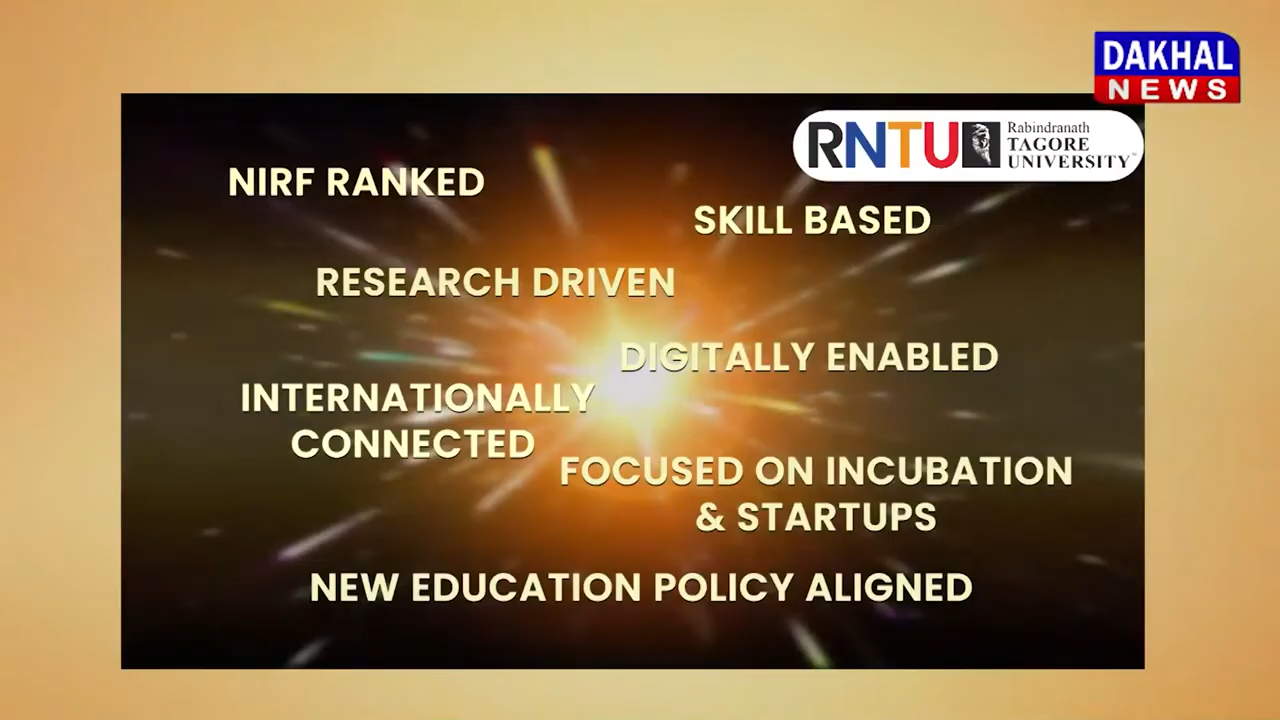 DAKHAL
NEWS
RNTU
Rabindranath
TAGORE
UNIVERSITY™
NIRF RANKED
SKILL BASED
RESEARCH DRIVEN
DIGITALLY ENABLED
INTERNATIONALLY
CONNECTED
FOCUSED ON INCUBATION
& STARTUPS
NEW EDUCATION POLICY ALIGNED